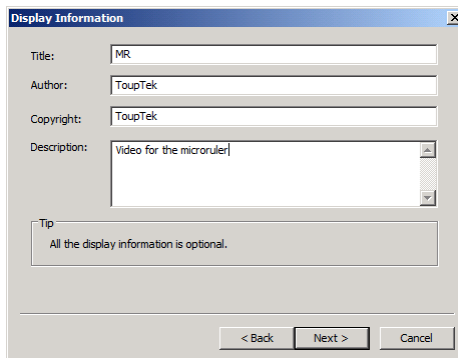 Display Information
Title: MR
Author: ToupTek
Copyright: ToupTek
Description: Video for the microruler
Tip
All the display information is optional.
< Back Next > Cancel